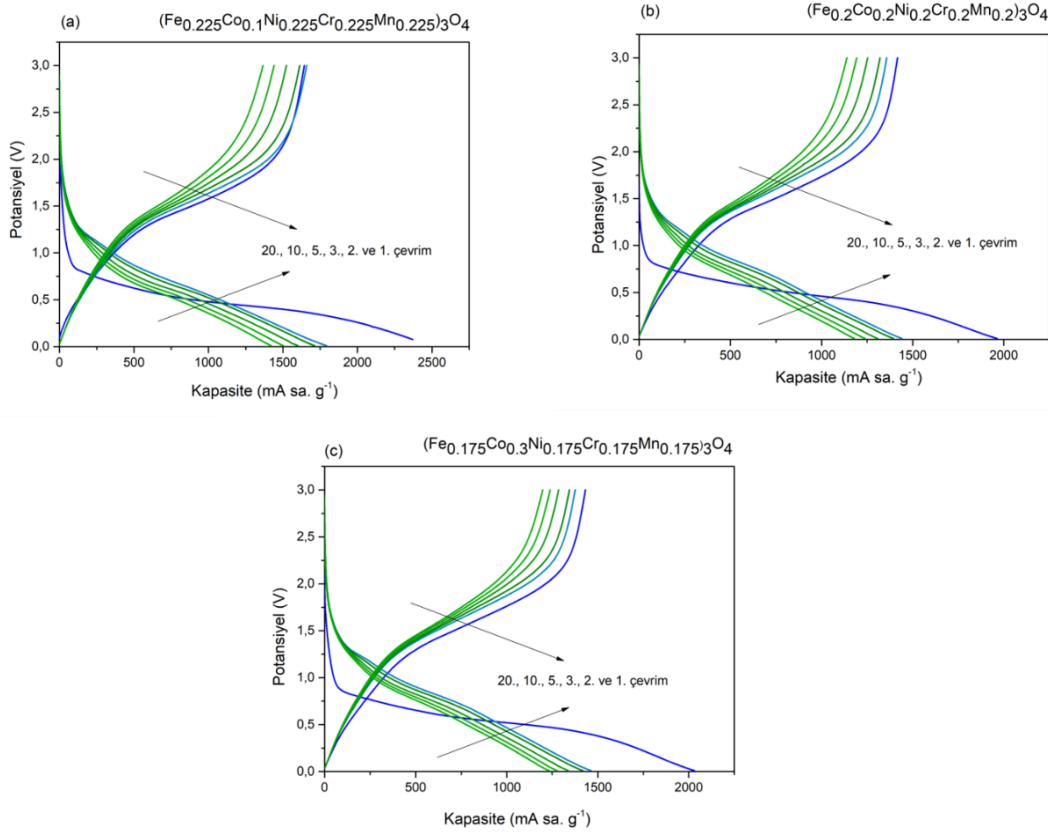 (a)
(Fe0.225Co0.1Ni0.225Cr0.225Mn0.225)3O4
3,0
2,5
2,0
1,5
1,0
0,5
0,0
Potansiyel (V)
20., 10., 5., 3., 2. ve 1. çevrim
0 500 1000 1500 2000 2500
Kapasite (mA sa. g-1)
(b)
(Fe0.2Co0.2Ni0.2Cr0.2Mn0.2)3O4
3,0
2,5
2,0
1,5
1,0
0,5
0,0
Potansiyel (V)
20., 10., 5., 3., 2. ve 1. çevrim
0 500 1000 1500 2000
Kapasite (mA sa. g-1)
(c)
(Fe0.175Co0.3Ni0.175Cr0.175Mn0.175)3O4
3,0
2,5
2,0
1,5
1,0
0,5
0,0
Potansiyel (V)
20., 10., 5., 3., 2. ve 1. çevrim
0 500 1000 1500 2000
Kapasite (mA sa. g-1)